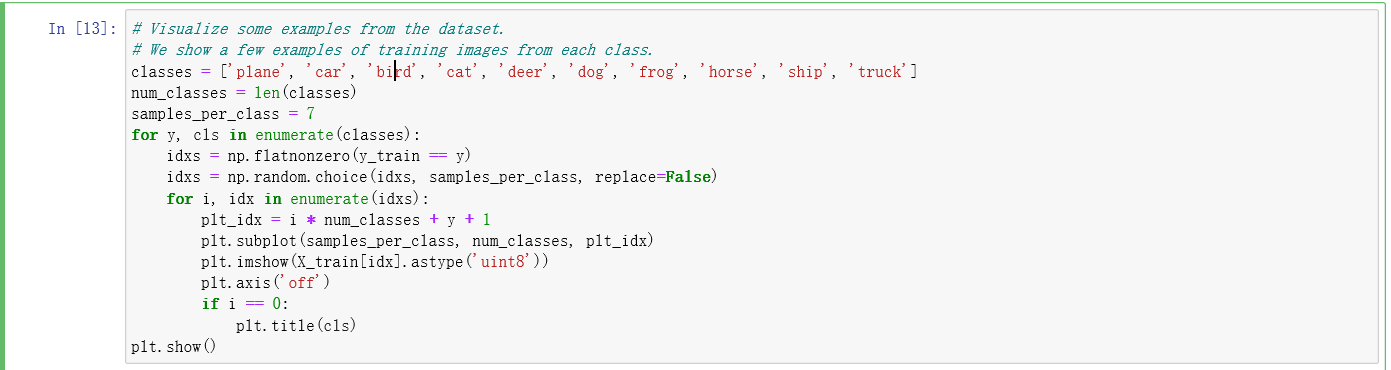 In [13]: # Visualize some examples from the dataset.
# We show a few examples of training images from each class.
classes = ['plane', 'car', 'bird', 'cat', 'deer', 'dog', 'frog', 'horse', 'ship', 'truck']
num_classes = len(classes)
samples_per_class = 7
for y, cls in enumerate(classes):
    idxs = np.flatnonzero(y_train == y)
    idxs = np.random.choice(idxs, samples_per_class, replace=False)
    for i, idx in enumerate(idxs):
        plt_idx = i * num_classes + y + 1
        plt.subplot(samples_per_class, num_classes, plt_idx)
        plt.imshow(X_train[idx].astype('uint8'))
        plt.axis('off')
        if i == 0:
            plt.title(cls)
plt.show()